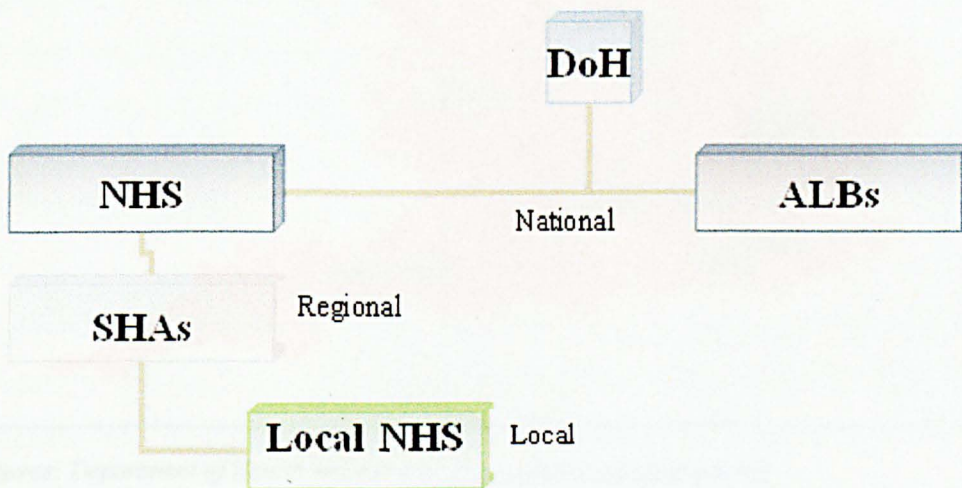 DoH
NHS
ALBs
National
SHAs
Regional
Local NHS
Local